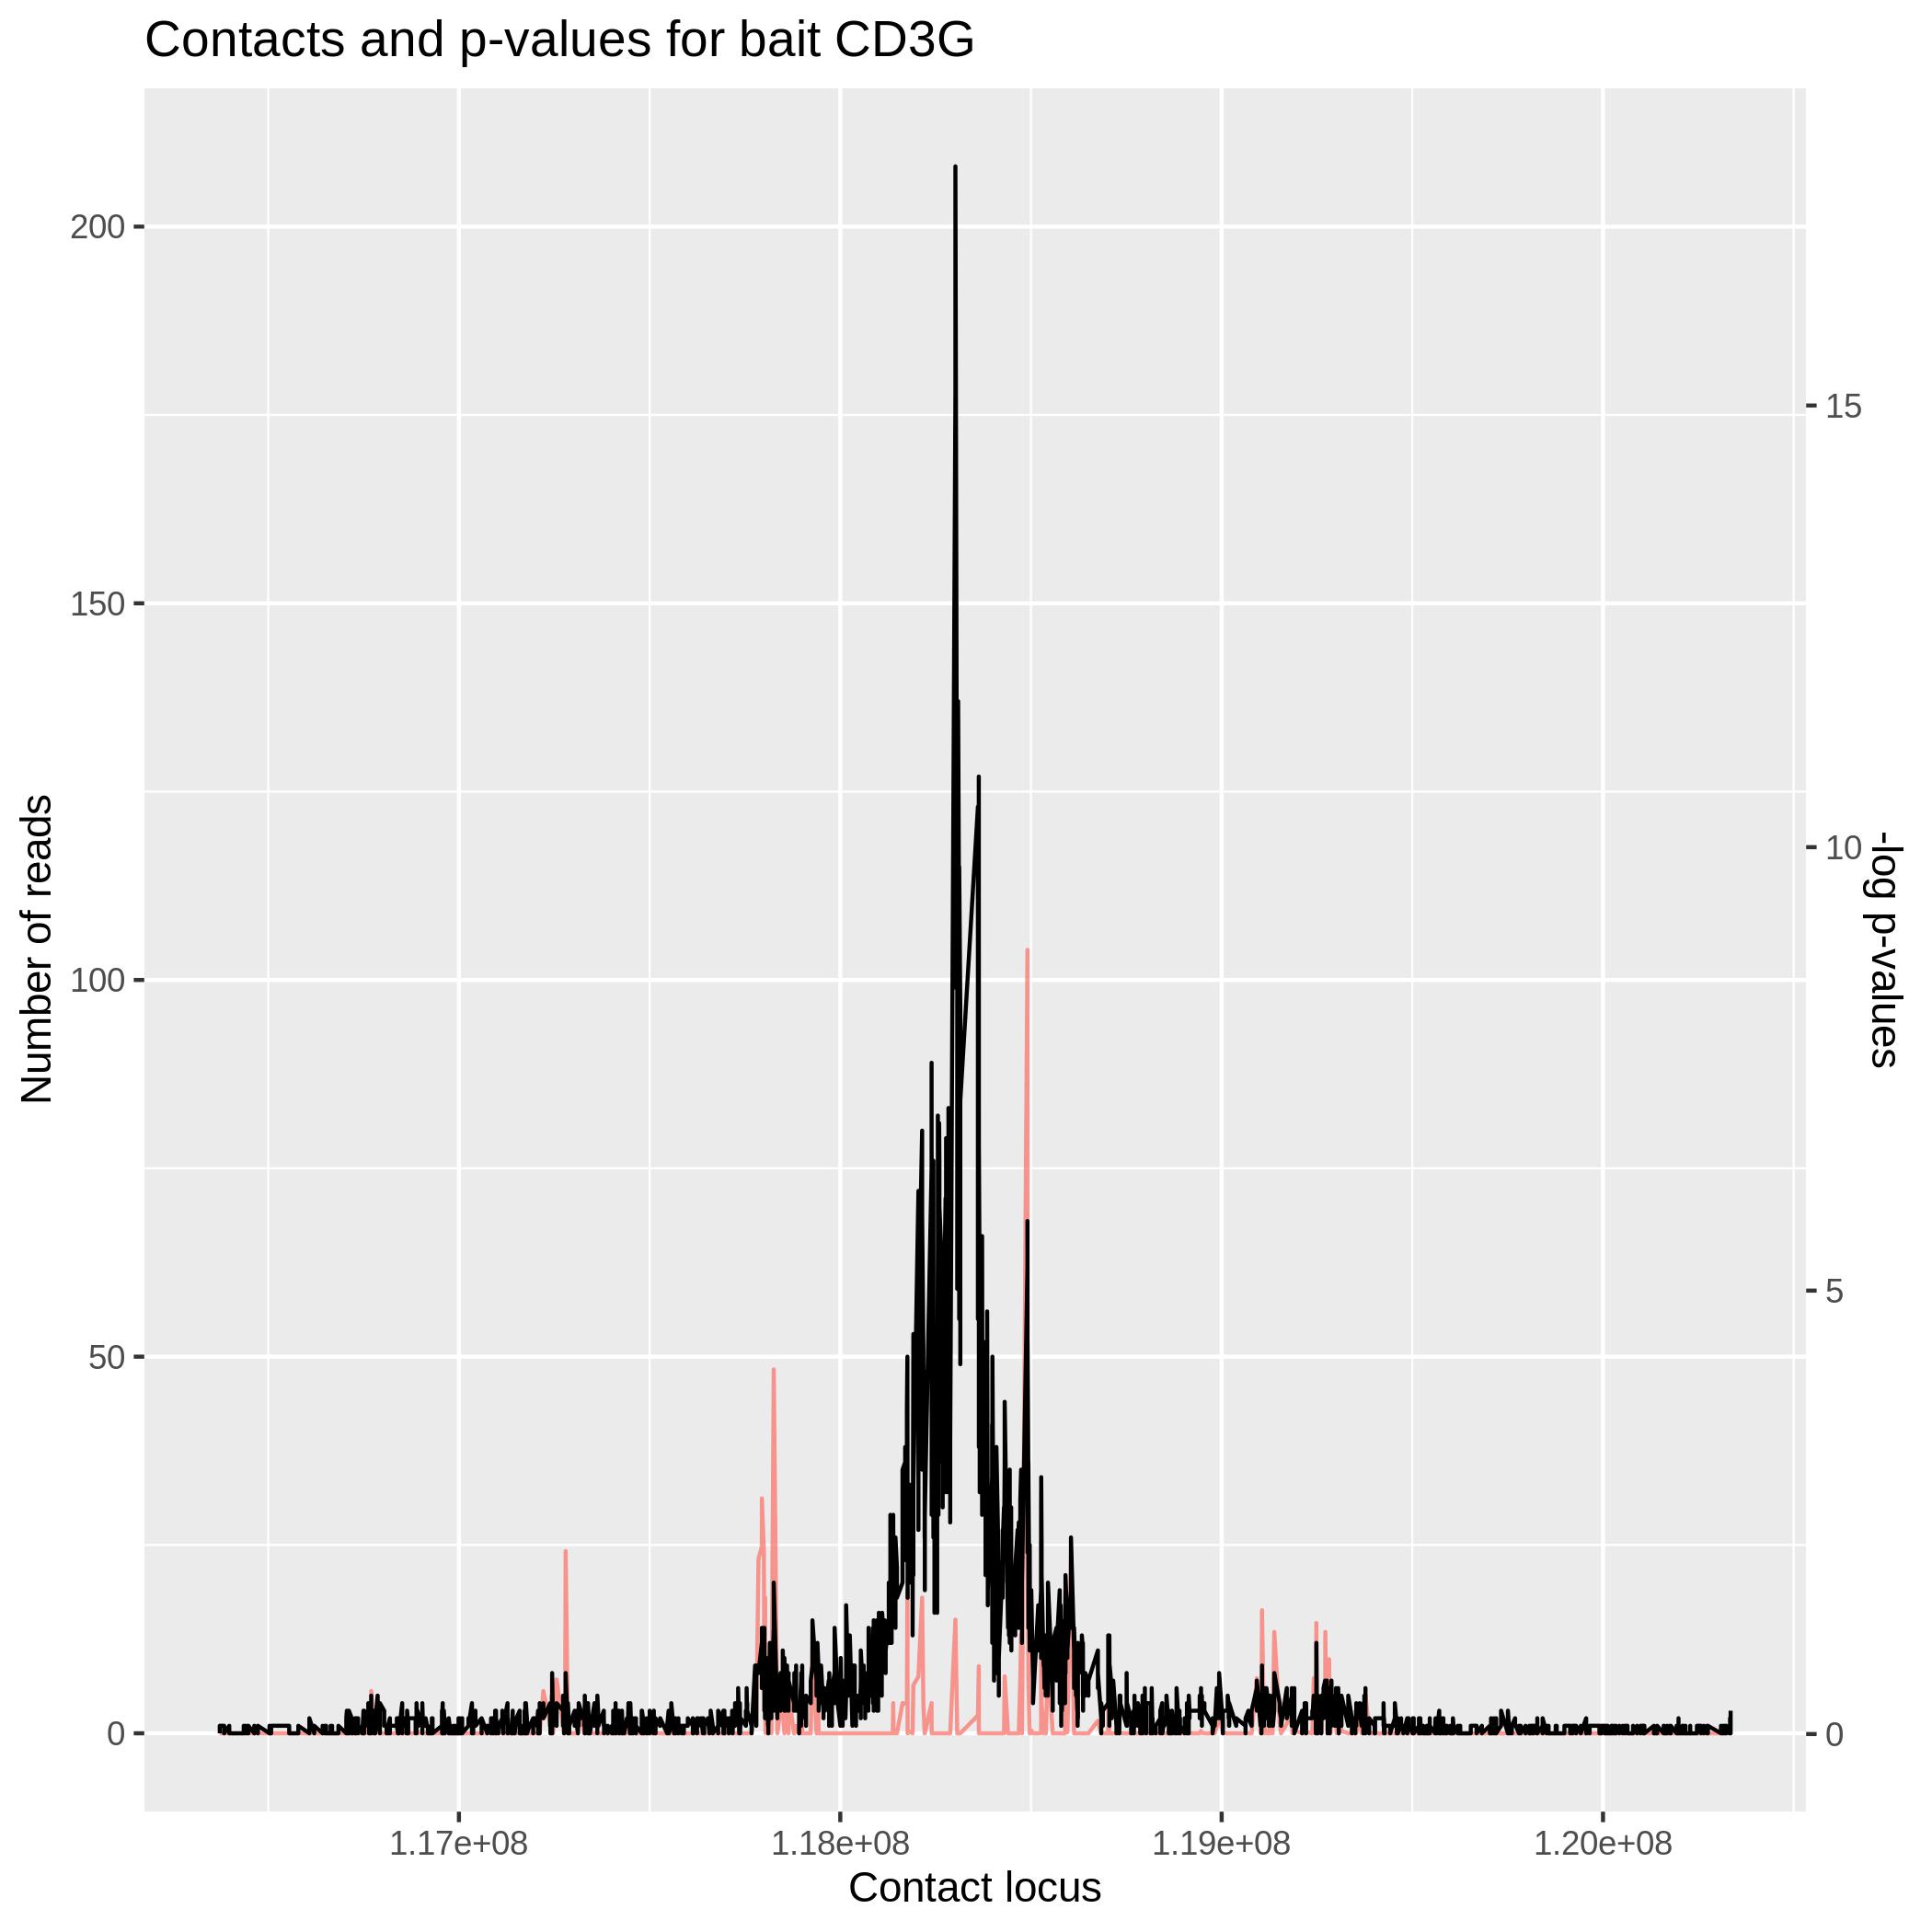 Contacts and p-values for bait CD3G
200
150
100
50
0
Number of reads
15
10
5
0
-log p-values
1.17e+08
1.18e+08
1.19e+08
1.20e+08
Contact locus